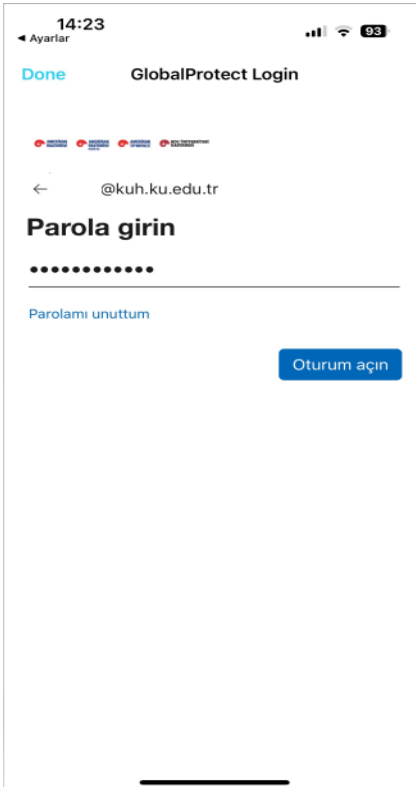 14:23
93
◄ Ayarlar
Done GlobalProtect Login
@kuh.ku.edu.tr
Parola girin
••••••••••••
Parolamı unuttum
Oturum açın